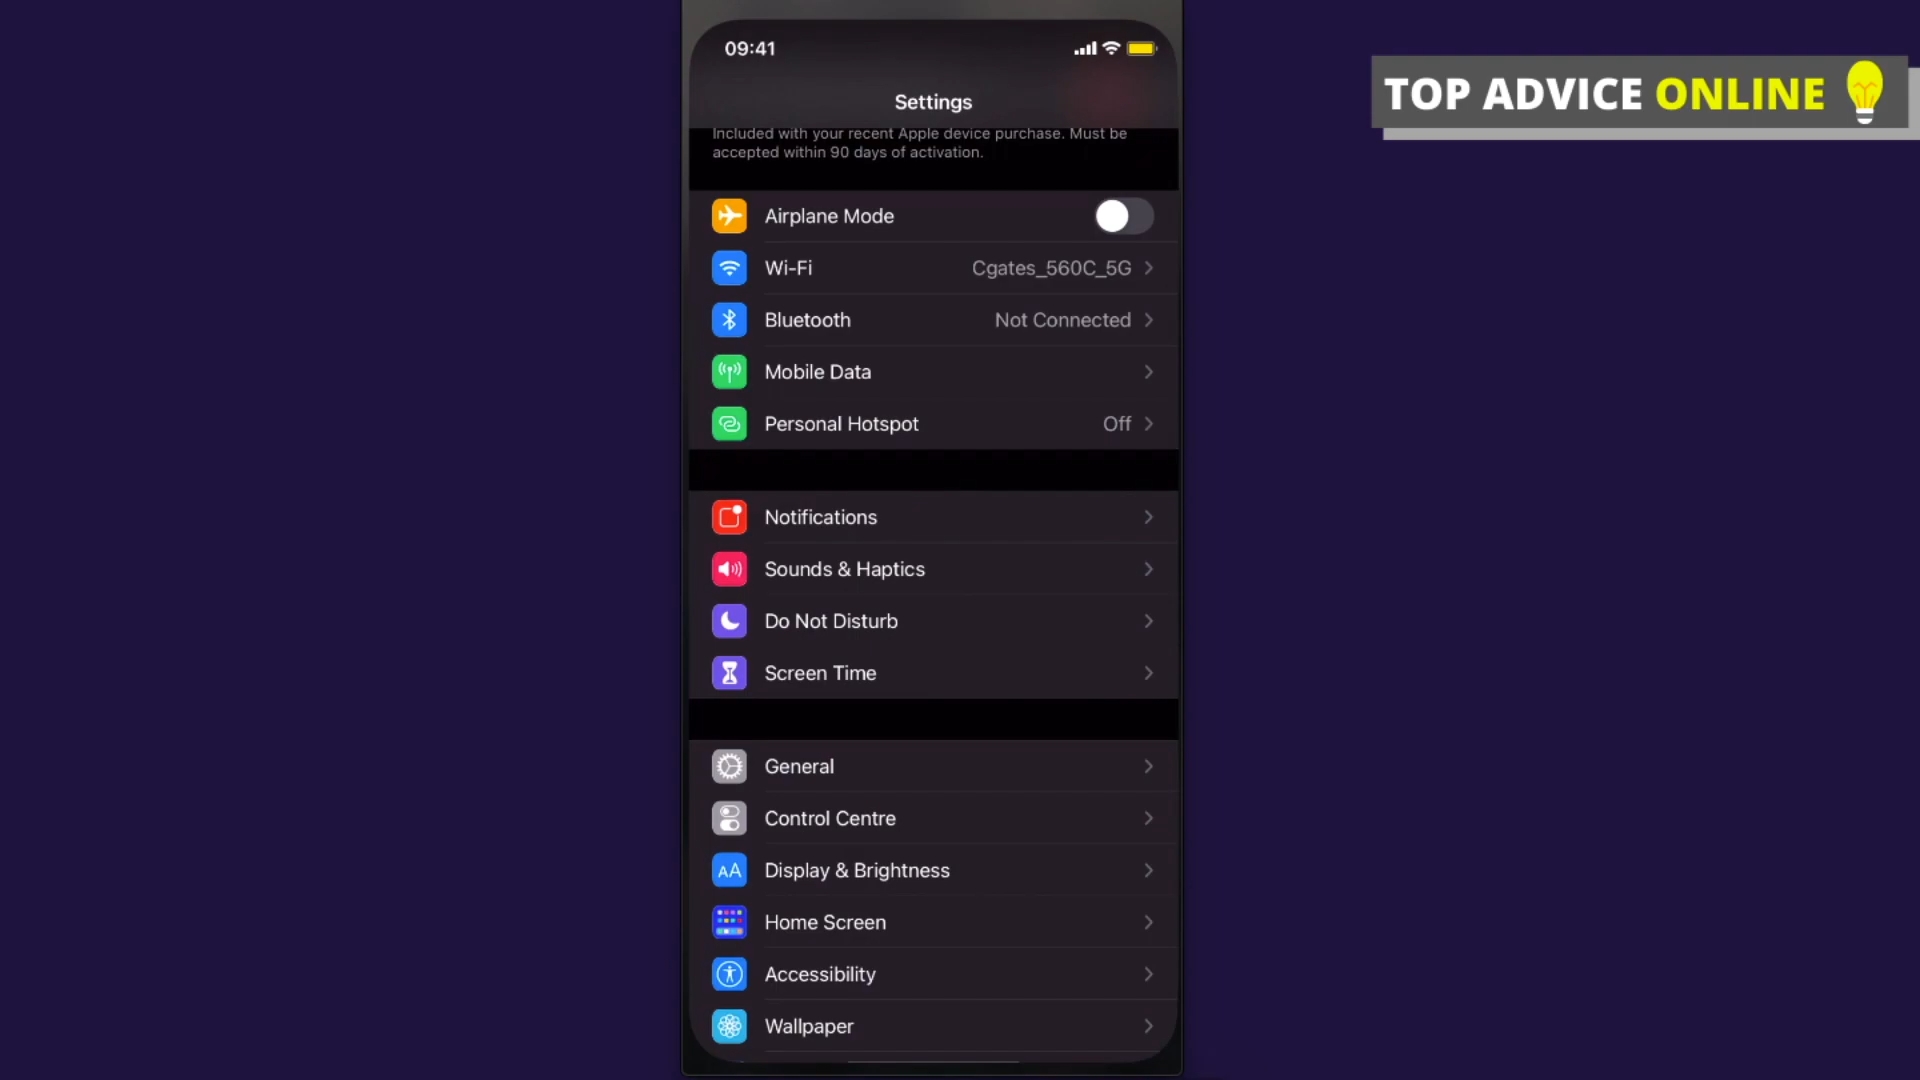 09:41
TOP ADVICE ONLINE
Settings
Included with your recent Apple device purchase. Must be
accepted within 90 days of activation.
Airplane Mode
Wi-Fi Cgates_560C_5G
Bluetooth Not Connected
Mobile Data
Personal Hotspot Off
Notifications
Sounds & Haptics
Do Not Disturb
Screen Time
General
Control Centre
AA Display & Brightness
Home Screen
Accessibility
Wallpaper